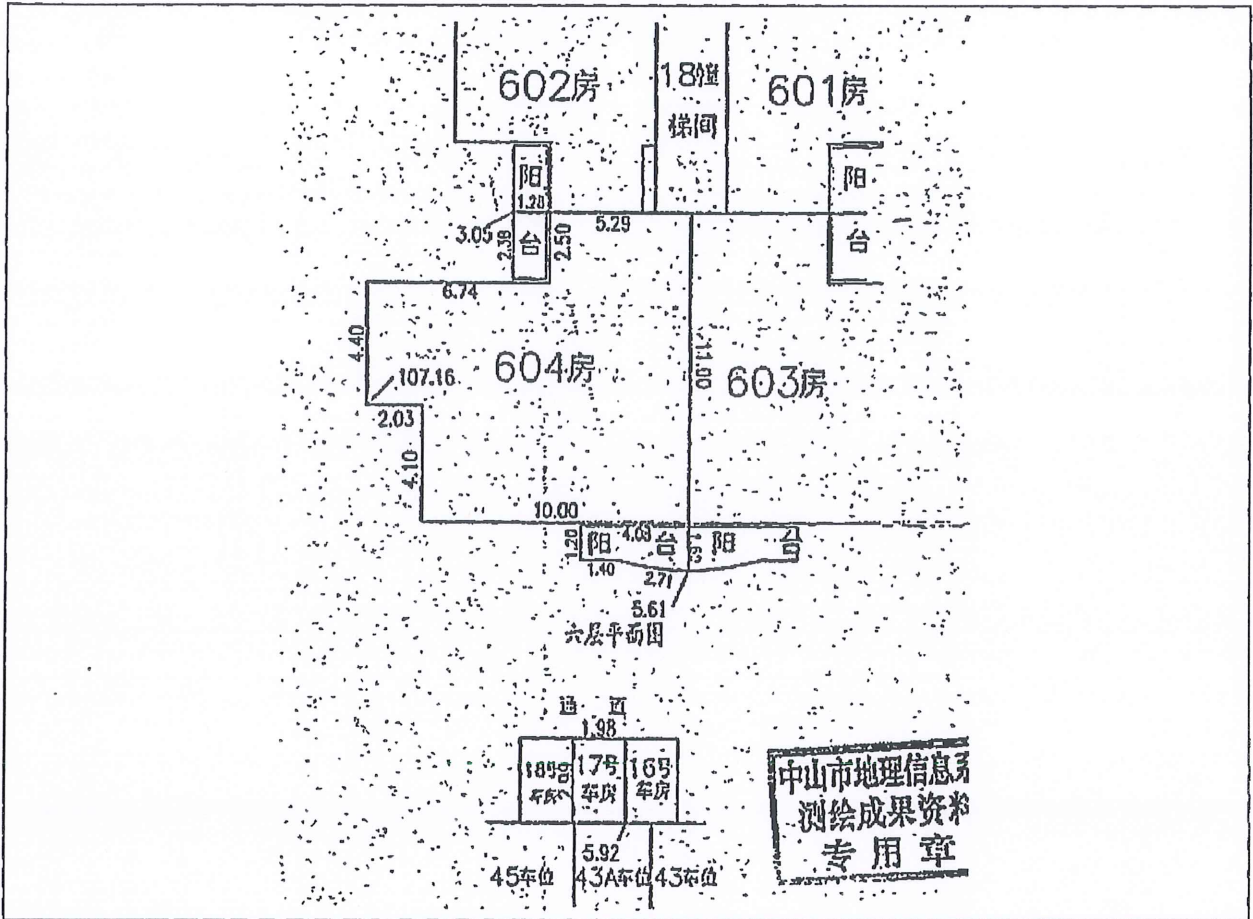 602房
18幢
梯间
601房
阳
1.20
台
3.05
2.39
2.50
5.29
阳
台
6.74
4.40
604房
107.16
2.03
4.10
11.00
603房
10.00
1.20
阳 4.03 台
阳 台
1.40
2.71
5.61
六层平面图
通 道
1.98
18号
车房
17号
车房
16号
车房
5.92
45车位
43A车位
43车位
中山市地理信息系
测绘成果资料
专用章